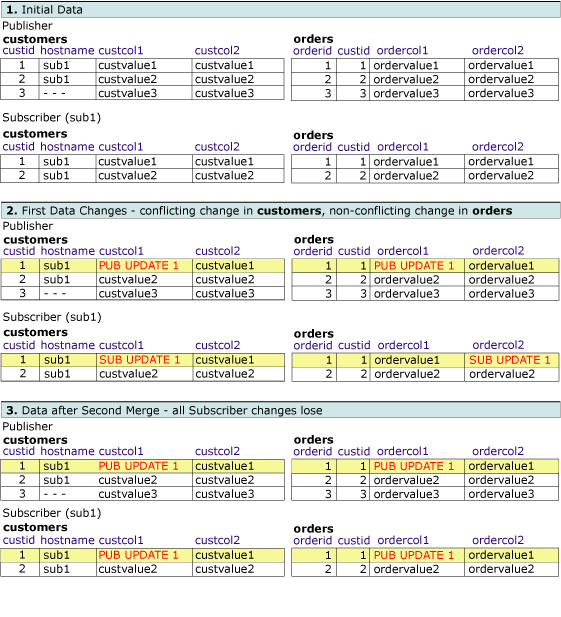 1. Initial Data
Publisher
customers orders
custid hostname custcol1 custcol2 orderid custid ordercol1 ordercol2
1 sub1 custvalue1 custvalue1 1 1 ordervalue1 ordervalue1
2 sub1 custvalue2 custvalue2 2 2 ordervalue2 ordervalue2
3 - - - custvalue3 custvalue3 3 3 ordervalue3 ordervalue3
Subscriber (sub1)
customers orders
custid hostname custcol1 custcol2 orderid custid ordercol1 ordercol2
1 sub1 custvalue1 custvalue1 1 1 ordervalue1 ordervalue1
2 sub1 custvalue2 custvalue2 2 2 ordervalue2 ordervalue2
2. First Data Changes - conflicting change in customers, non-conflicting change in orders
Publisher
customers orders
custid hostname custcol1 custcol2 orderid custid ordercol1 ordercol2
1 sub1 PUB UPDATE 1 custvalue1 1 1 PUB UPDATE 1 ordervalue1
2 sub1 custvalue2 custvalue2 2 2 ordervalue2 ordervalue2
3 - - - custvalue3 custvalue3 3 3 ordervalue3 ordervalue3
Subscriber (sub1)
customers orders
custid hostname custcol1 custcol2 orderid custid ordercol1 ordercol2
1 sub1 SUB UPDATE 1 custvalue1 1 1 ordervalue1 SUB UPDATE 1
2 sub1 custvalue2 custvalue2 2 2 ordervalue2 ordervalue2
3. Data after Second Merge - all Subscriber changes lose
Publisher
customers orders
custid hostname custcol1 custcol2 orderid custid ordercol1 ordercol2
1 sub1 PUB UPDATE 1 custvalue1 1 1 PUB UPDATE 1 ordervalue1
2 sub1 custvalue2 custvalue2 2 2 ordervalue2 ordervalue2
3 - - - custvalue3 custvalue3 3 3 ordervalue3 ordervalue3
Subscriber (sub1)
customers orders
custid hostname custcol1 custcol2 orderid custid ordercol1 ordercol2
1 sub1 PUB UPDATE 1 custvalue1 1 1 PUB UPDATE 1 ordervalue1
2 sub1 custvalue2 custvalue2 2 2 ordervalue2 ordervalue2